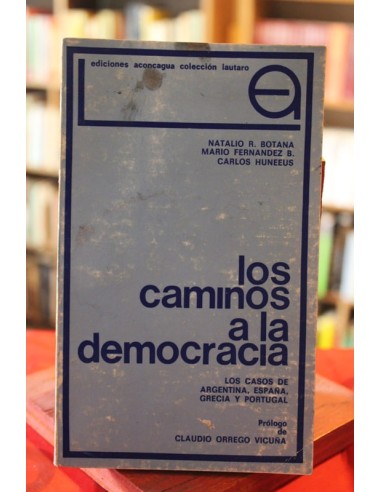 ediciones aconcagua colección lautaro
NATALIO R. BOTANA
MARIO FERNANDEZ B.
CARLOS HUNEEUS
los
caminos
a la
democracia
LOS CASOS DE
ARGENTINA, ESPAÑA,
GRECIA Y PORTUGAL
Prólogo
de
CLAUDIO ORREGO VICUÑA